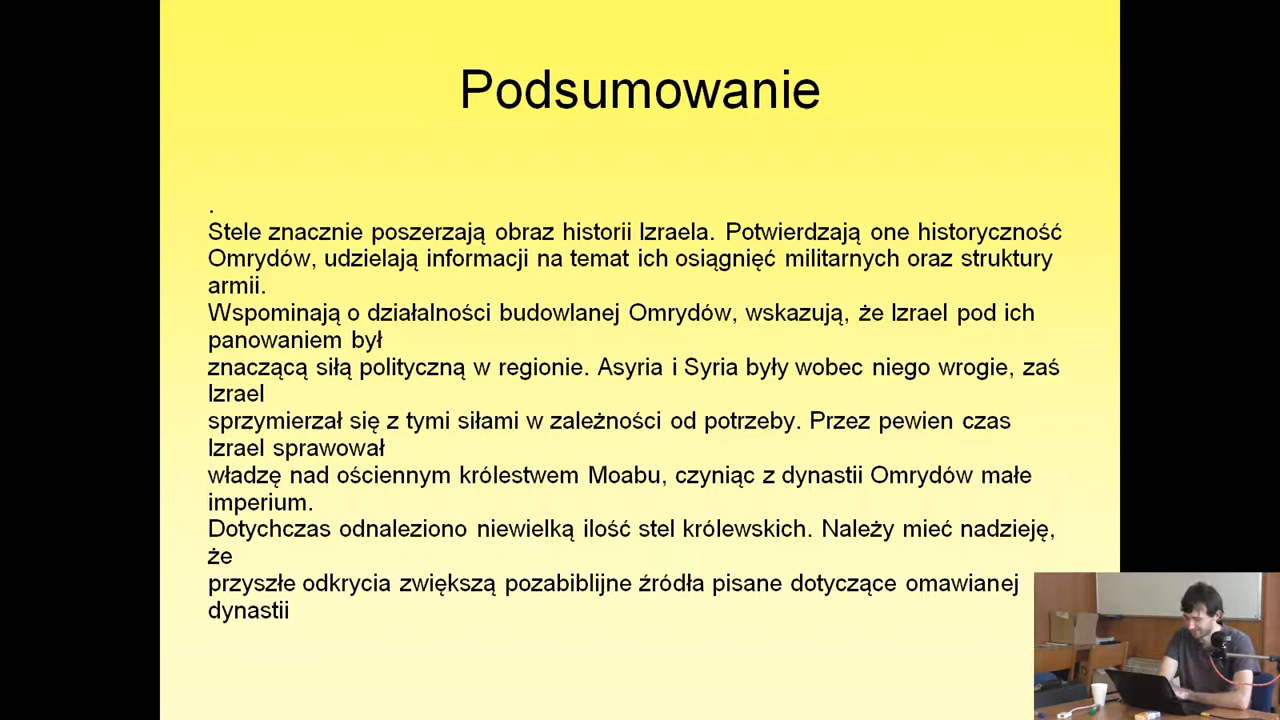 Podsumowanie
.
Stele znacznie poszerzają obraz historii Izraela. Potwierdzają one historyczność
Omrydów, udzielają informacji na temat ich osiągnięć militarnych oraz struktury
armii.
Wspominają o działalności budowlanej Omrydów, wskazują, że Izrael pod ich
panowaniem był
znaczącą siłą polityczną w regionie. Asyria i Syria były wobec niego wrogie, zaś
Izrael
sprzymierzał się z tymi siłami w zależności od potrzeby. Przez pewien czas
Izrael sprawował
władzę nad ościennym królestwem Moabu, czyniąc z dynastii Omrydów małe
imperium.
Dotychczas odnaleziono niewielką ilość stel królewskich. Należy mieć nadzieję,
że
przyszłe odkrycia zwiększą pozabiblijne źródła pisane dotyczące omawianej
dynastii